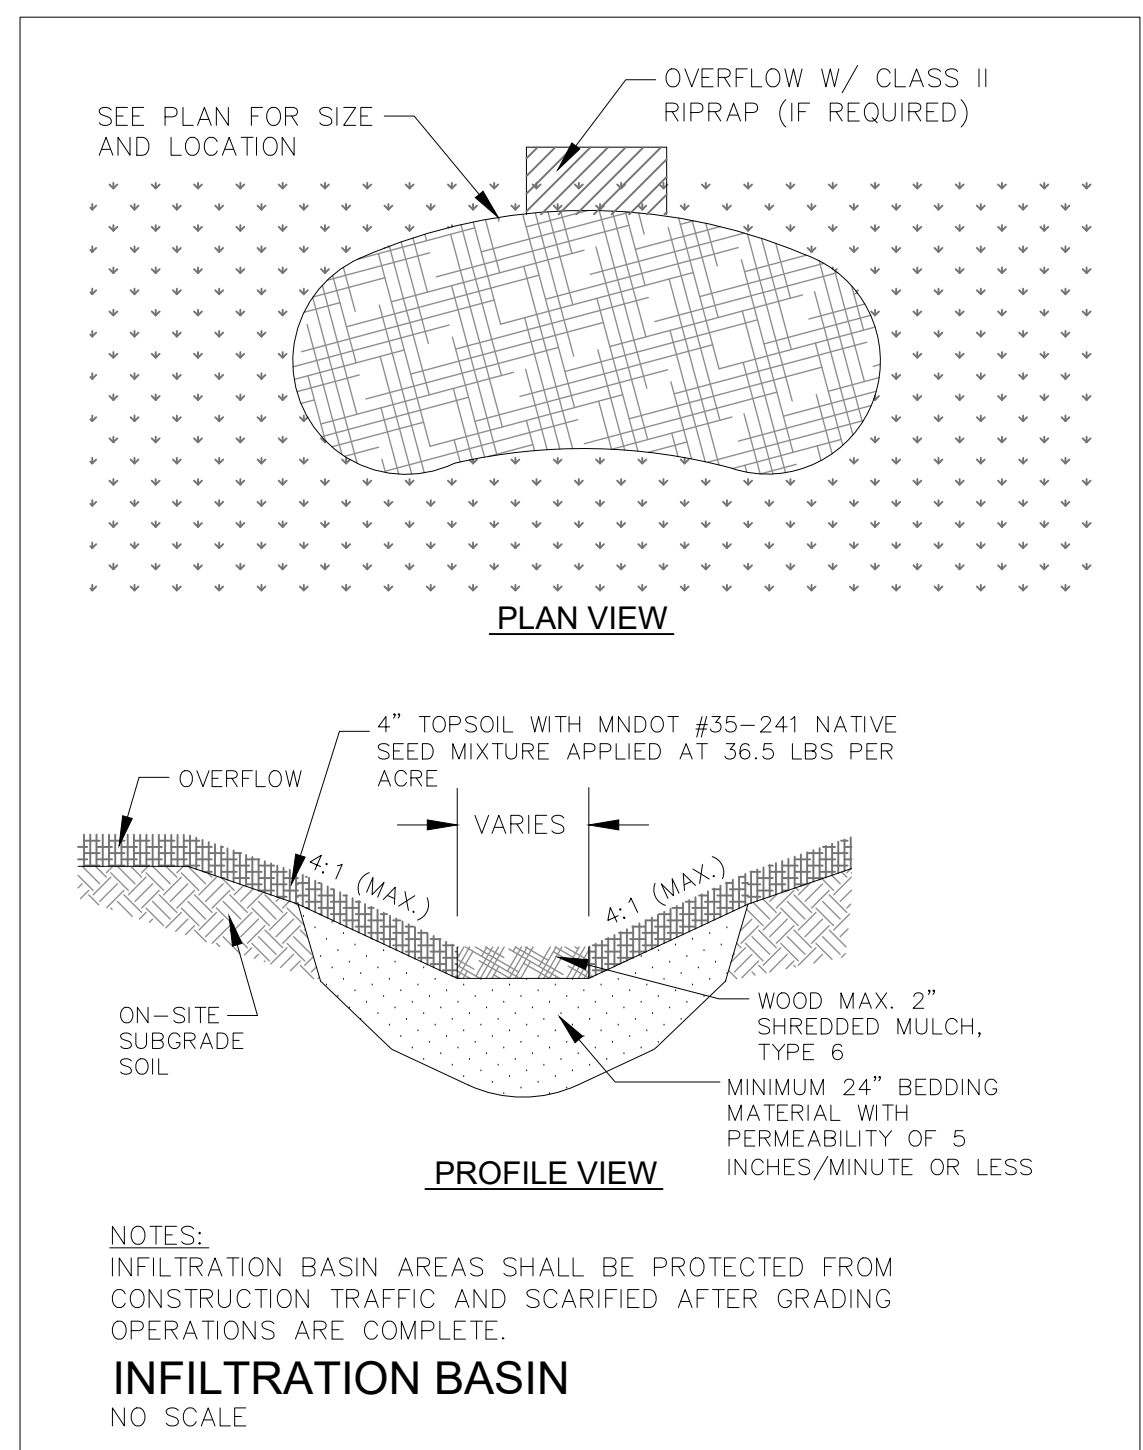 OVERFLOW W/ CLASS II
RIPRAP (IF REQUIRED)
SEE PLAN FOR SIZE
AND LOCATION
PLAN VIEW
4" TOPSOIL WITH MNDOT #35-241 NATIVE
SEED MIXTURE APPLIED AT 36.5 LBS PER
ACRE
OVERFLOW
VARIES
4:1 (MAX.)
4:1 (MAX.)
ON-SITE
SUBGRADE
SOIL
WOOD MAX. 2"
SHREDDED MULCH,
TYPE 6
MINIMUM 24" BEDDING
MATERIAL WITH
PERMEABILITY OF 5
INCHES/MINUTE OR LESS
PROFILE VIEW
NOTES:
INFILTRATION BASIN AREAS SHALL BE PROTECTED FROM
CONSTRUCTION TRAFFIC AND SCARIFIED AFTER GRADING
OPERATIONS ARE COMPLETE.
INFILTRATION BASIN
NO SCALE